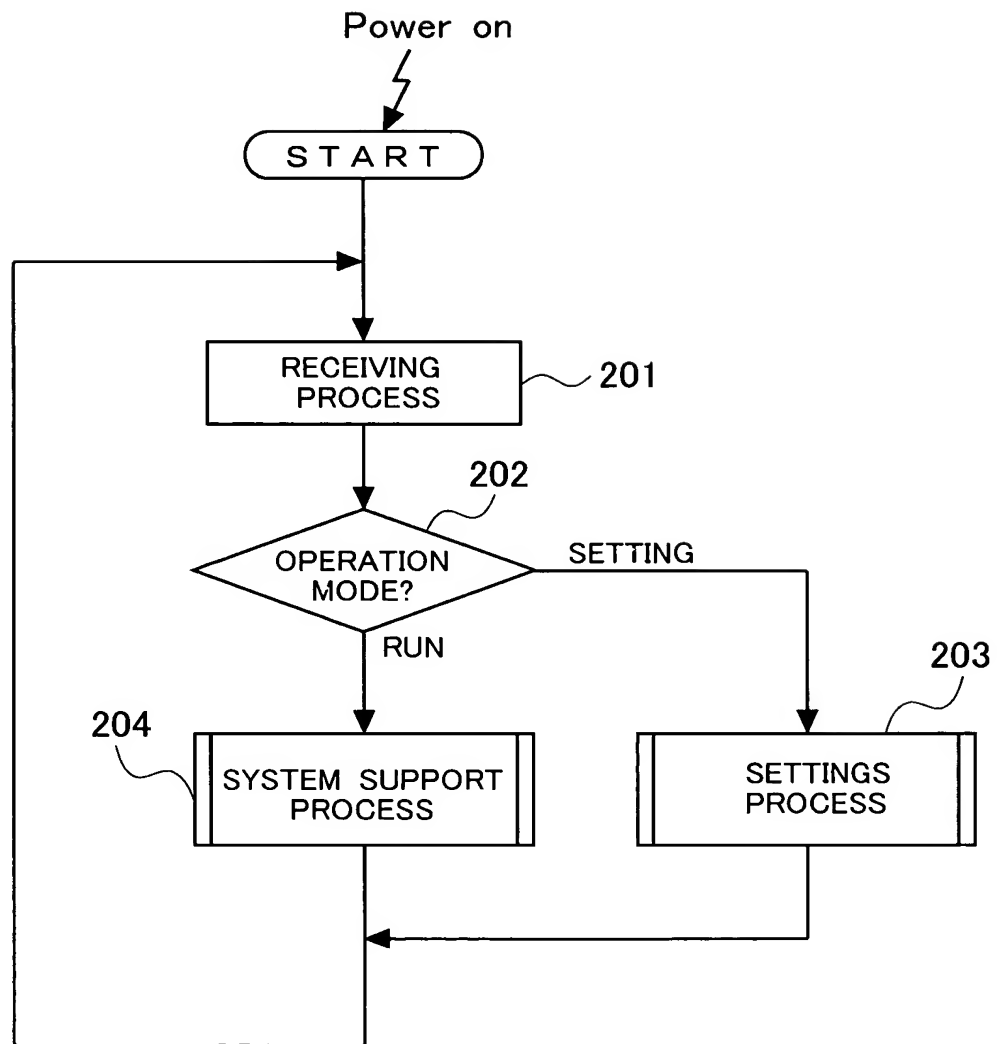 Power on
START
RECEIVING
PROCESS
201
202
OPERATION
MODE?
SETTING
RUN
203
204
SYSTEM SUPPORT
PROCESS
SETTINGS
PROCESS